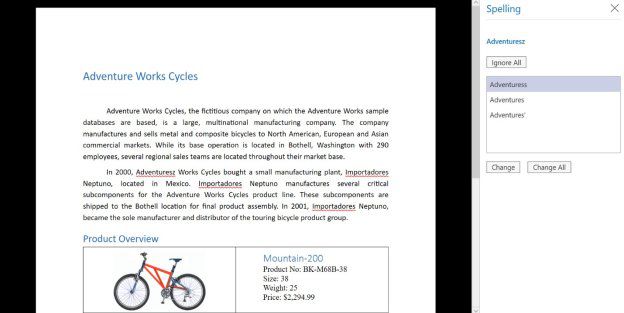 Adventure Works Cycles
Adventure Works Cycles, the fictitious company on which the Adventure Works sample
databases are based, is a large, multinational manufacturing company. The company
manufactures and sells metal and composite bicycles to North American, European and Asian
commercial markets. While its base operation is located in Bothell, Washington with 290
employees, several regional sales teams are located throughout their market base.
In 2000, Adventuresz Works Cycles bought a small manufacturing plant, Importadores
Neptuno, located in Mexico. Importadores Neptuno manufactures several critical
subcomponents for the Adventure Works Cycles product line. These subcomponents are
shipped to the Bothell location for final product assembly. In 2001, Importadores Neptuno,
became the sole manufacturer and distributor of the touring bicycle product group.
Product Overview
Mountain-200
Product No: BK-M68B-38
Size: 38
Weight: 25
Price: $2,294.99
Spelling
Adventuresz
Ignore All
Adventuress
Adventures
Adventures'
Change
Change All